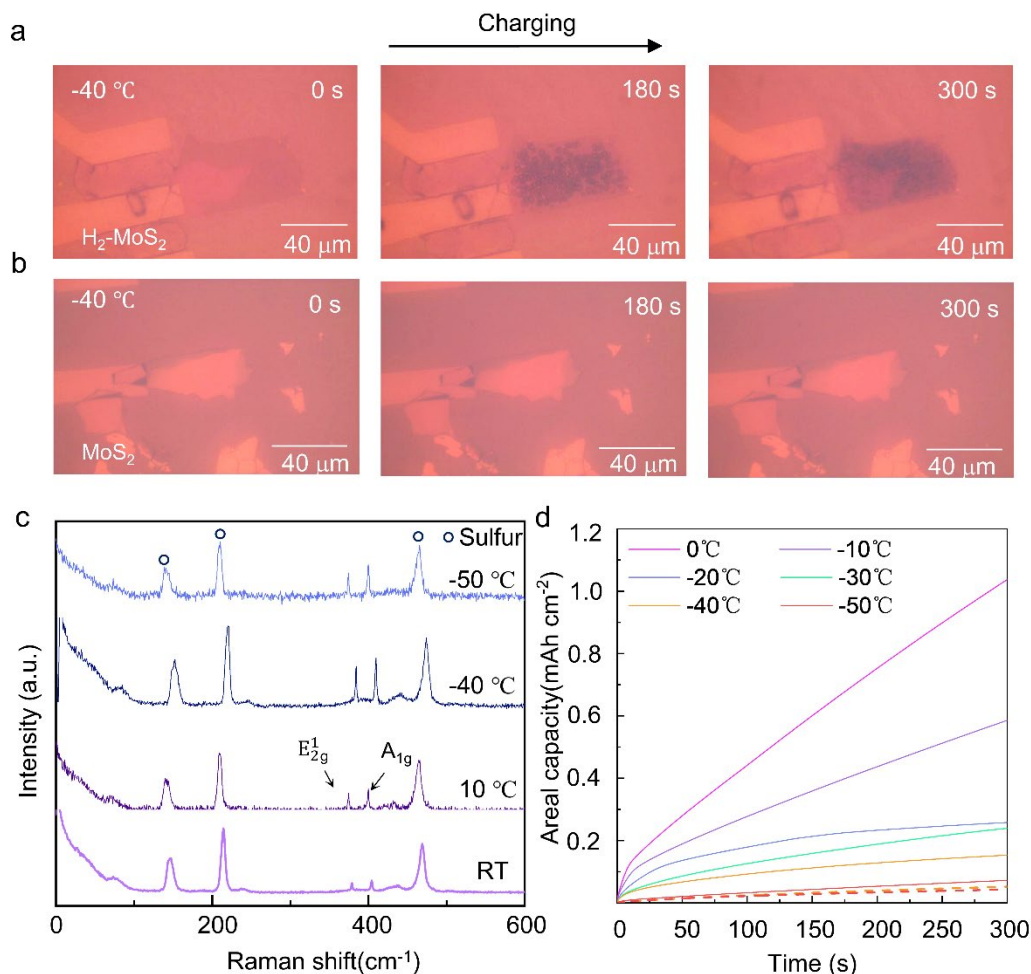 a
Charging
-40 ℃
0 s
180 s
300 s
H₂-MoS₂
40 μm
40 μm
40 μm
b
-40 ℃
0 s
180 s
300 s
MoS₂
40 μm
40 μm
40 μm
c
Sulfur
-50 ℃
-40 ℃
E¹₂g
A₁g
10 ℃
RT
Intensity (a.u.)
0
200
400
600
Raman shift(cm⁻¹)
d
0℃
-10℃
-20℃
-30℃
-40℃
-50℃
1.2
1.0
0.8
0.6
0.4
0.2
Areal capacity(mAh cm⁻²)
0
50
100
150
200
250
300
Time (s)